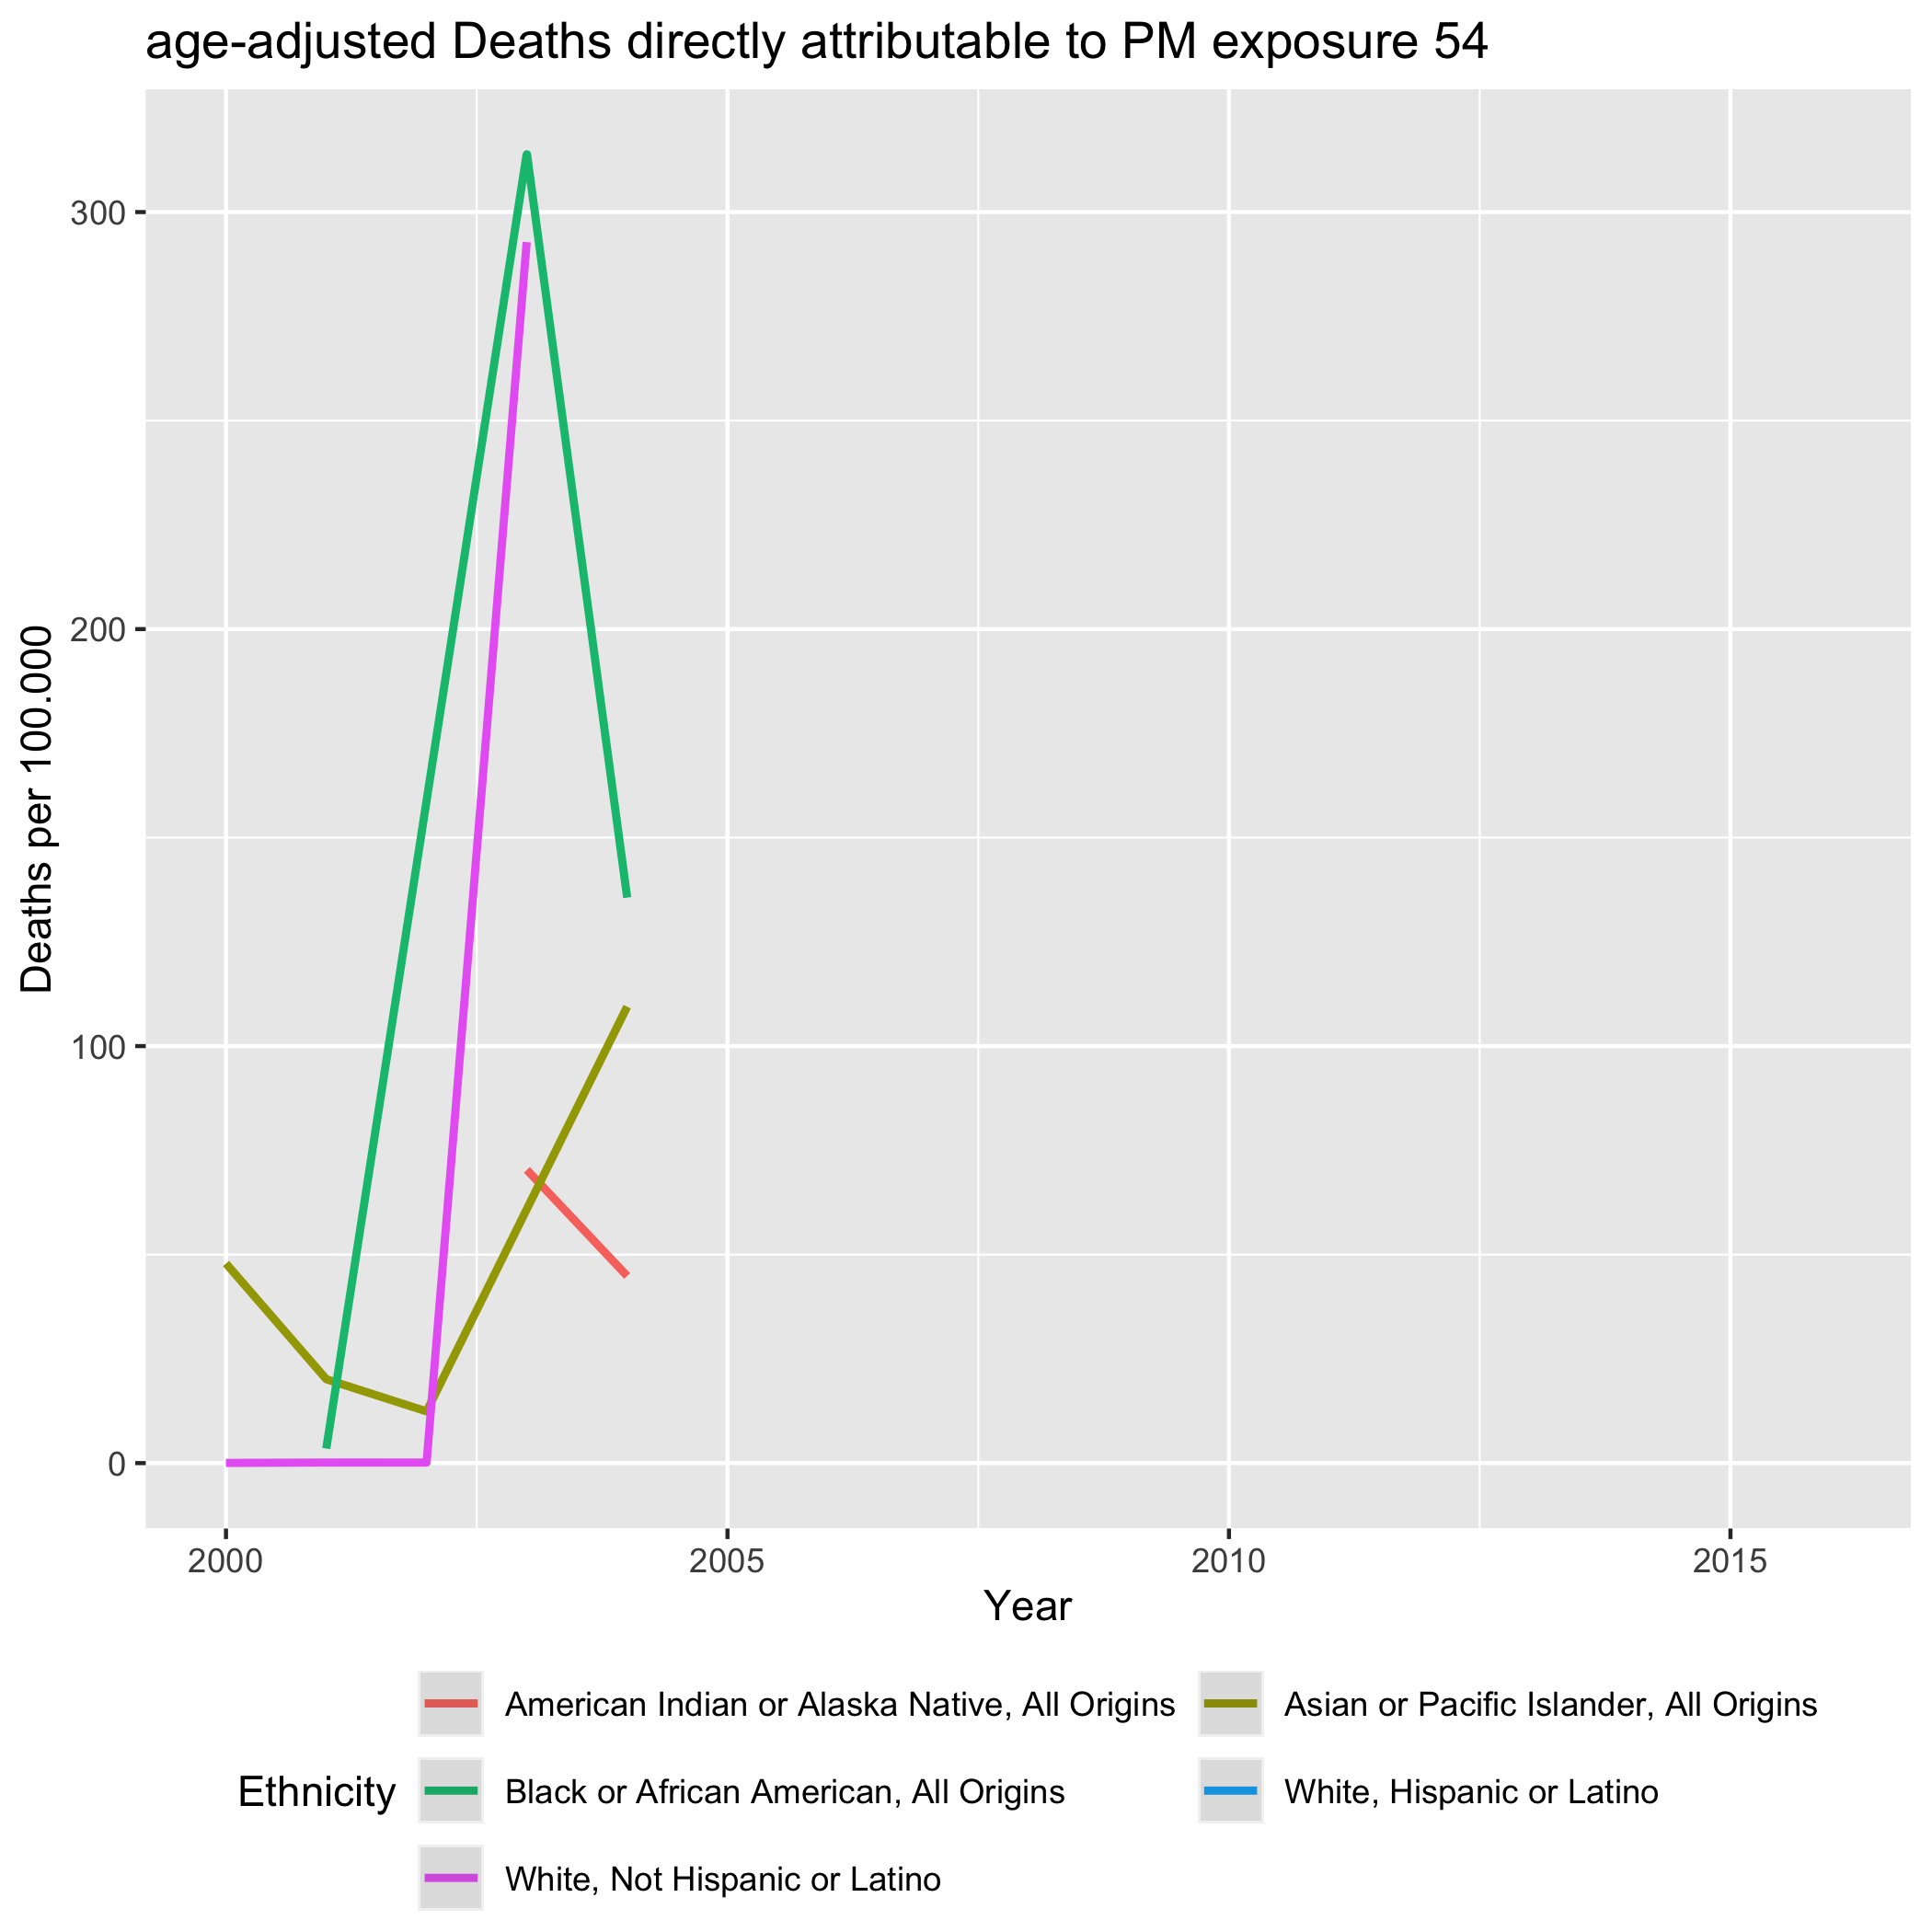 age-adjusted Deaths directly attributable to PM exposure 54
Deaths per 100.000
300
200
100
0
2000 2005 2010 2015
Year
Ethnicity
American Indian or Alaska Native, All Origins
Asian or Pacific Islander, All Origins
Black or African American, All Origins
White, Hispanic or Latino
White, Not Hispanic or Latino